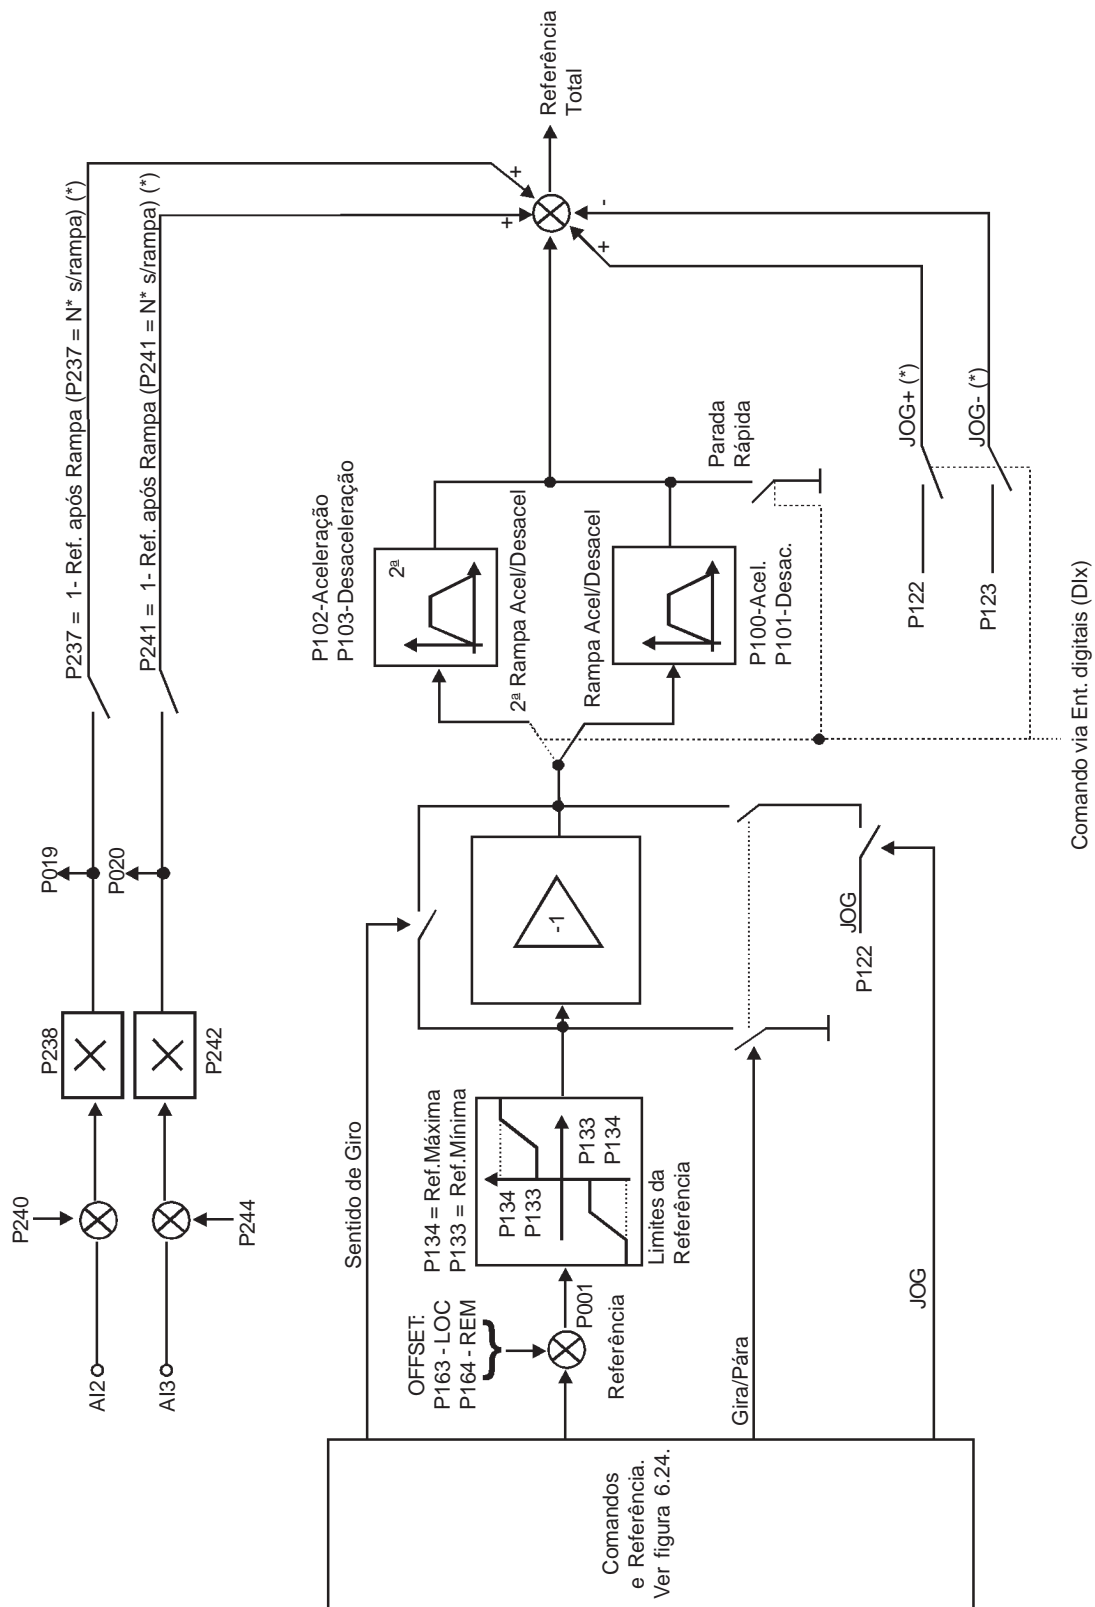 AI2
P240
P238
P019
P237 = 1- Ref. após Rampa (P237 = N* s/rampa) (*)
AI3
P244
P242
P020
P241 = 1- Ref. após Rampa (P241 = N* s/rampa) (*)
+
+
+
-
Referência
Total
Comandos
e Referência.
Ver figura 6.24.
Sentido de Giro
OFFSET:
P163 - LOC
P164 - REM
P001
Referência
P134 = Ref.Máxima
P133 = Ref.Mínima
P134
P133
P133
P134
Limites da
Referência
-1
P102-Aceleração
P103-Desaceleração
2ª
2ª Rampa Acel/Desacel
Rampa Acel/Desacel
P100-Acel.
P101-Desac.
Parada
Rápida
Gira/Pára
JOG
JOG
P122
P122
JOG+ (*)
P123
JOG- (*)
Comando via Ent. digitais (DIx)